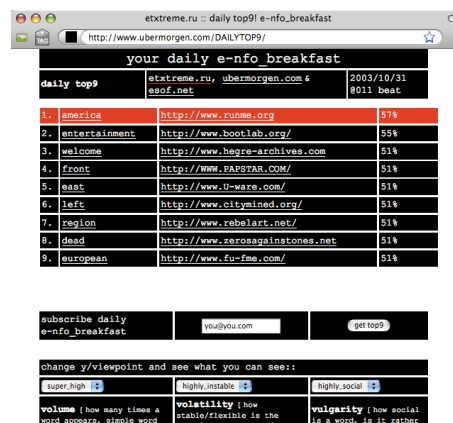 etxtreme.ru :: daily top9! e-nfo_breakfast
TAG http://www.ubermorgen.com/DAILYTOP9/
your daily e-nfo_breakfast
daily top9 etxtreme.ru, ubermorgen.com & 2003/10/31
esof.net @011 beat
1. america http://www.runme.org 57%
2. entertainment http://www.bootlab.org/ 55%
3. welcome http://www.hegre-archives.com 51%
4. front http://www.PAPSTAR.COM/ 51%
5. east http://www.U-ware.com/ 51%
6. left http://www.citymined.org/ 51%
7. region http://www.rebelart.net/ 51%
8. dead http://www.zerosagainstones.net 51%
9. european http://www.fu-fme.com/ 51%
subscribe daily
e-nfo_breakfast you@you.com get top9
change y/viewpoint and see what you can see::
super_high highly_instable highly_social
volume [how many times a volatility [how vulgarity [how social
word appears, simple word stable/flexible is the is a word, is it rather